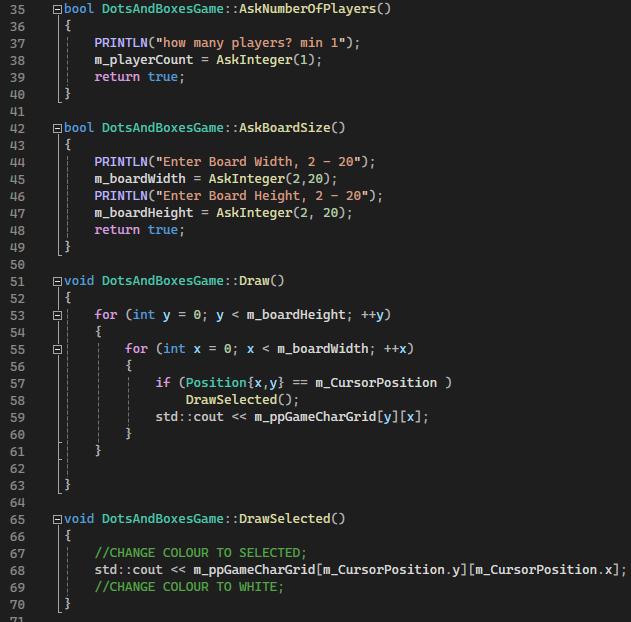 35 bool DotsAndBoxesGame::AskNumberOfPlayers()
36 {
37     PRINTLN("how many players? min 1");
38     m_playerCount = AskInteger(1);
39     return true;
40 }
41
42 bool DotsAndBoxesGame::AskBoardSize()
43 {
44     PRINTLN("Enter Board Width, 2 - 20");
45     m_boardWidth = AskInteger(2,20);
46     PRINTLN("Enter Board Height, 2 - 20");
47     m_boardHeight = AskInteger(2, 20);
48     return true;
49 }
50
51 void DotsAndBoxesGame::Draw()
52 {
53     for (int y = 0; y < m_boardHeight; ++y)
54     {
55         for (int x = 0; x < m_boardWidth; ++x)
56         {
57             if (Position{x,y} == m_CursorPosition )
58                 DrawSelected();
59             std::cout << m_ppGameCharGrid[y][x];
60         }
61     }
62
63 }
64
65 void DotsAndBoxesGame::DrawSelected()
66 {
67     //CHANGE COLOUR TO SELECTED;
68     std::cout << m_ppGameCharGrid[m_CursorPosition.y][m_CursorPosition.x];
69     //CHANGE COLOUR TO WHITE;
70 }
71